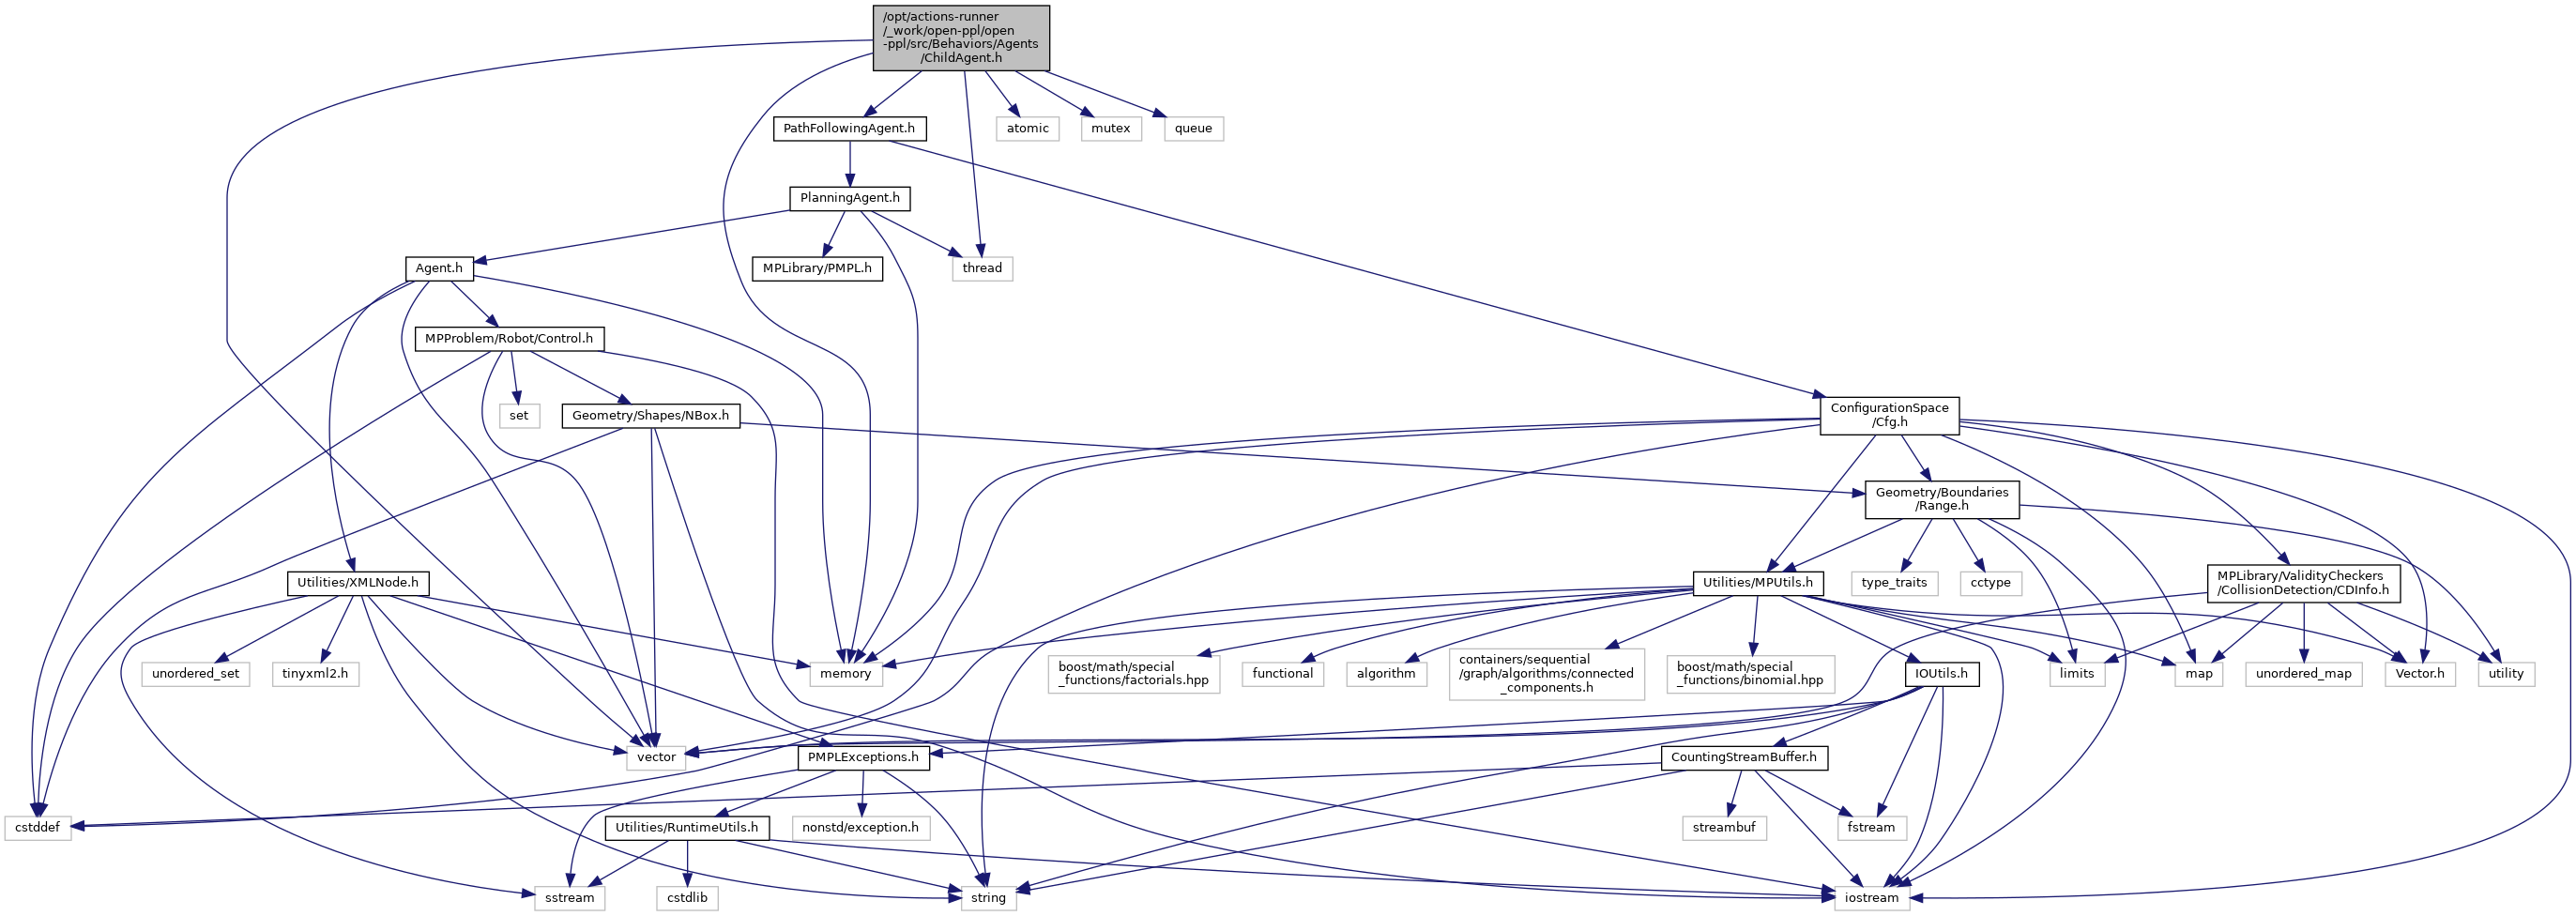 /opt/actions-runner
/_work/open-ppl/open
-ppl/src/Behaviors/Agents
/ChildAgent.h
PathFollowingAgent.h
atomic
mutex
queue
PlanningAgent.h
Agent.h
MPLibrary/PMPL.h
thread
MPProblem/Robot/Control.h
set
Geometry/Shapes/NBox.h
ConfigurationSpace
/Cfg.h
Geometry/Boundaries
/Range.h
Utilities/XMLNode.h
Utilities/MPUtils.h
type_traits
cctype
MPLibrary/ValidityCheckers
/CollisionDetection/CDInfo.h
unordered_set
tinyxml2.h
memory
boost/math/special
_functions/factorials.hpp
functional
algorithm
containers/sequential
/graph/algorithms/connected
_components.h
boost/math/special
_functions/binomial.hpp
IOUtils.h
limits
map
unordered_map
Vector.h
utility
vector
PMPLExceptions.h
CountingStreamBuffer.h
cstddef
Utilities/RuntimeUtils.h
nonstd/exception.h
streambuf
fstream
sstream
cstdlib
string
iostream